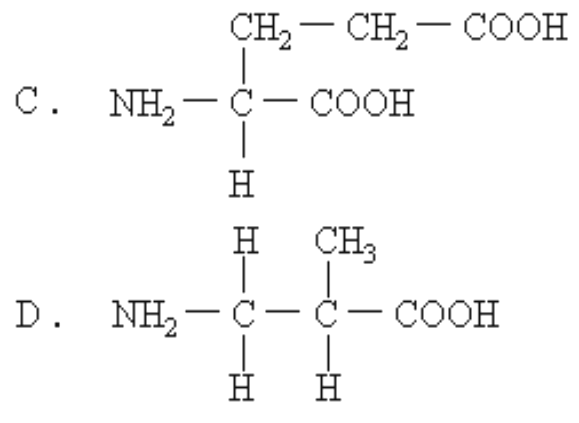 CH₂—CH₂—COOH
C. NH₂—C—COOH
H
H CH₃
D. NH₂—C—C—COOH
H H